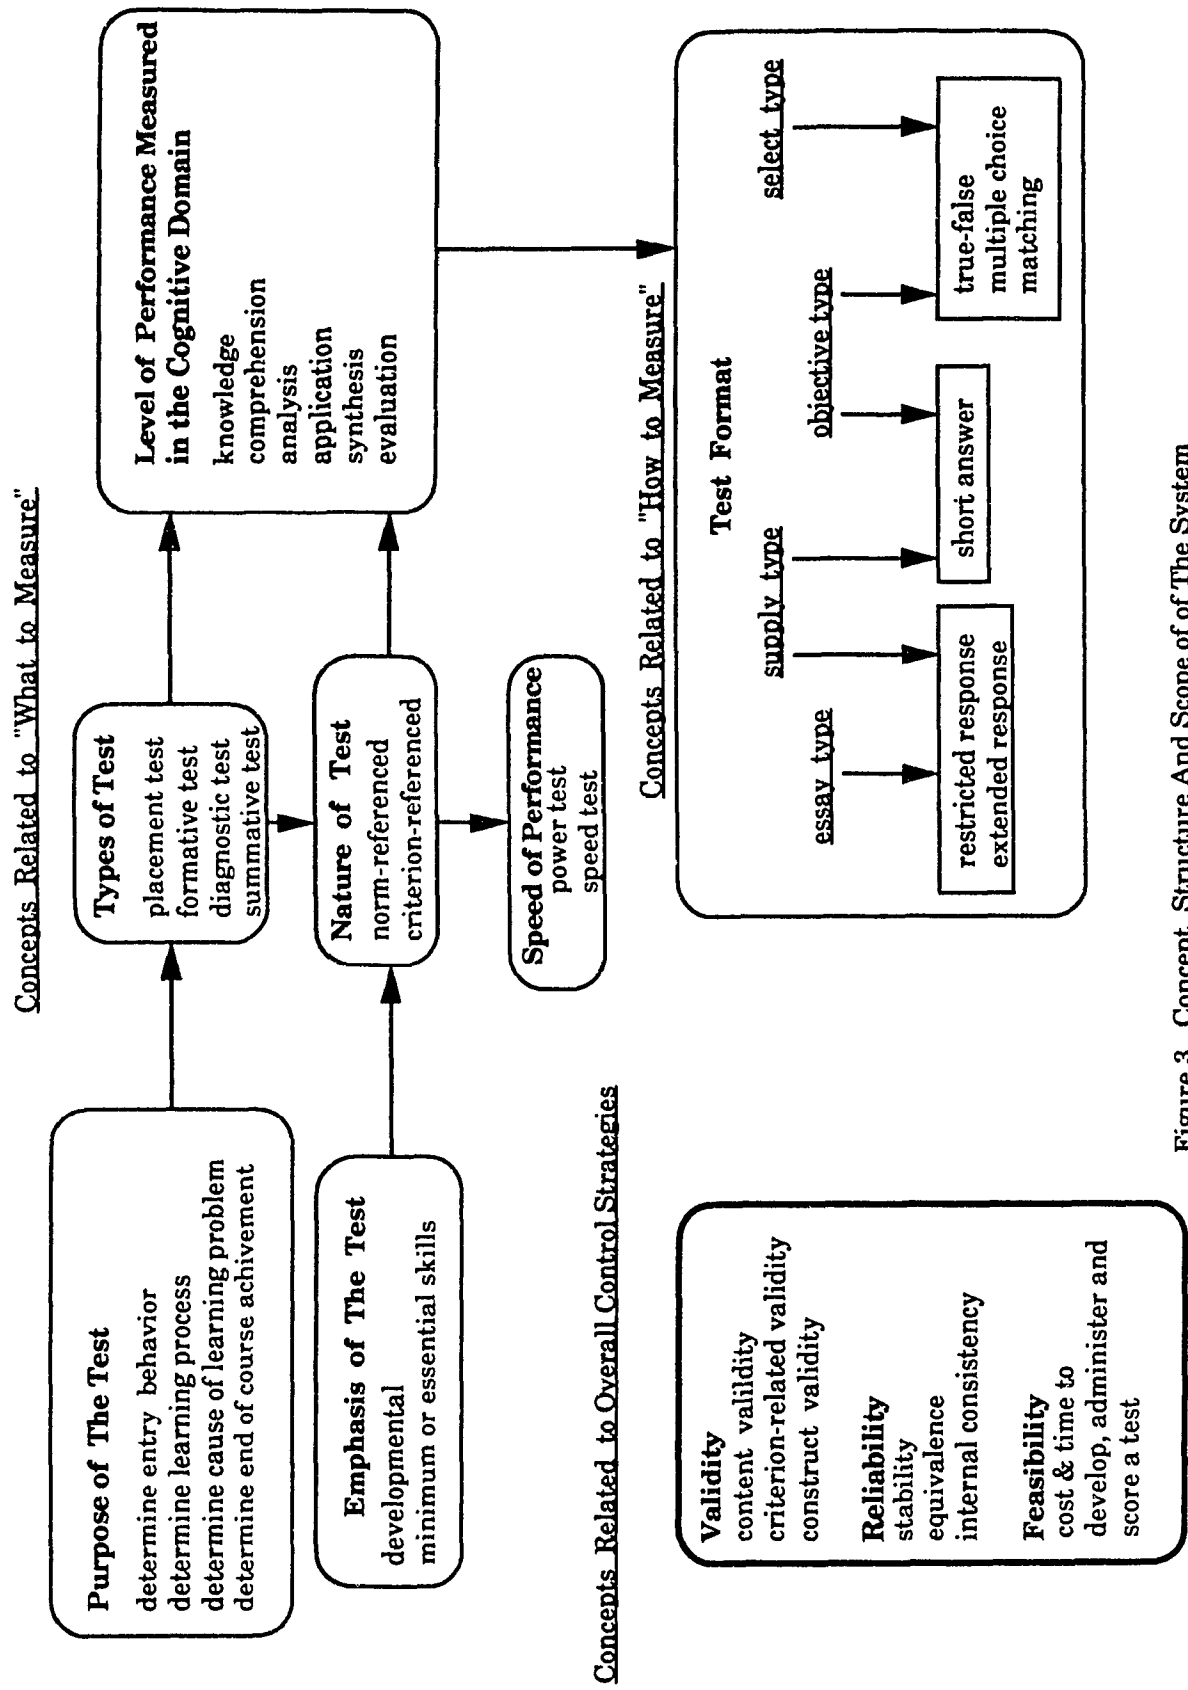 Concepts Related to "What to Measure"
Purpose of The Test
determine entry behavior
determine learning process
determine cause of learning problem
determine end of course achivement
Types of Test
placement test
formative test
diagnostic test
summative test
Level of Performance Measured
in the Cognitive Domain
knowledge
comprehension
analysis
application
synthesis
evaluation
Emphasis of The Test
developmental
minimum or essential skills
Nature of Test
norm-referenced
criterion-referenced
Speed of Performance
power test
speed test
Concepts Related to Overall Control Strategies
Validity
content valildity
criterion-related validity
construct validity
Reliability
stability
equivalence
internal consistency
Feasibility
cost & time to
develop, administer and
score a test
Concepts Related to "How to Measure"
Test Format
supply type
select type
essay type
objective type
restricted response
extended response
short answer
true-false
multiple choice
matching
Figure 3 Concept Structure And Scope of of The System